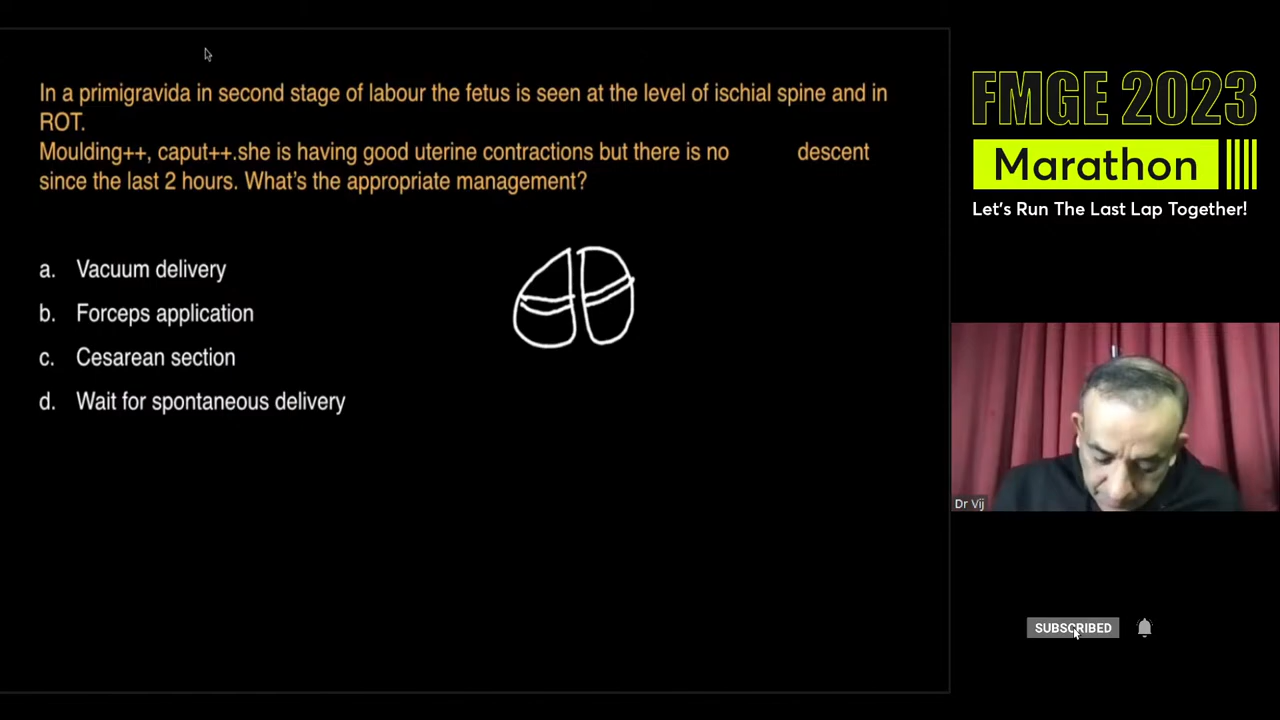 In a primigravida in second stage of labour the fetus is seen at the level of ischial spine and in
ROT.
Moulding++, caput++.she is having good uterine contractions but there is no descent
since the last 2 hours. What's the appropriate management?
a. Vacuum delivery
b. Forceps application
c. Cesarean section
d. Wait for spontaneous delivery
FMGE 2023
Marathon
Let's Run The Last Lap Together!
Dr Vij
SUBSCRIBED